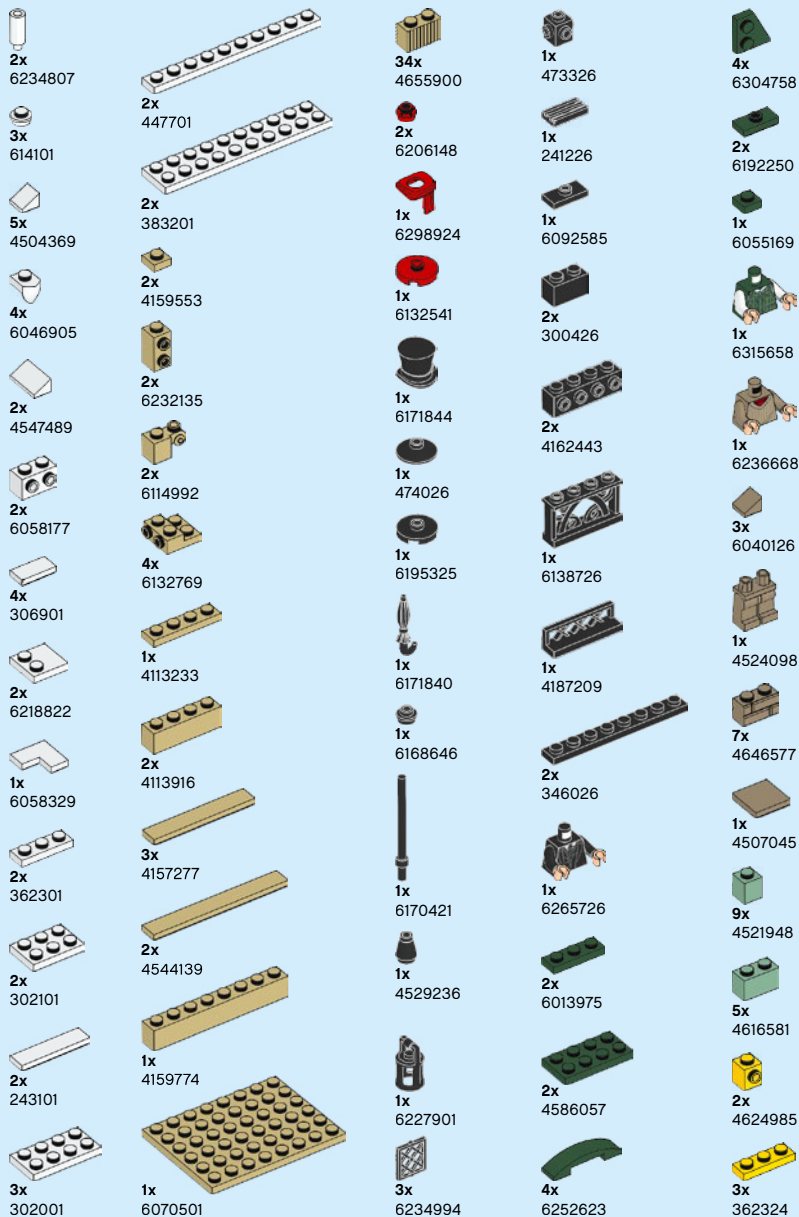 2x
6234807
3x
614101
5x
4504369
4x
6046905
2x
4547489
2x
6058177
4x
306901
2x
6218822
1x
6058329
2x
362301
2x
302101
2x
243101
3x
302001
2x
447701
2x
383201
2x
4159553
2x
6232135
2x
6114992
4x
6132769
1x
4113233
2x
4113916
3x
4157277
2x
4544139
1x
4159774
1x
6070501
34x
4655900
2x
6206148
1x
6298924
1x
6132541
1x
6171844
1x
474026
1x
6195325
1x
6171840
1x
6168646
1x
6170421
1x
4529236
1x
6227901
3x
6234994
1x
473326
1x
241226
1x
6092585
2x
300426
2x
4162443
1x
6138726
1x
4187209
2x
346026
1x
6265726
2x
6013975
2x
4586057
4x
6252623
4x
6304758
2x
6192250
1x
6055169
1x
6315658
1x
6236668
3x
6040126
1x
4524098
7x
4646577
1x
4507045
9x
4521948
5x
4616581
2x
4624985
3x
362324